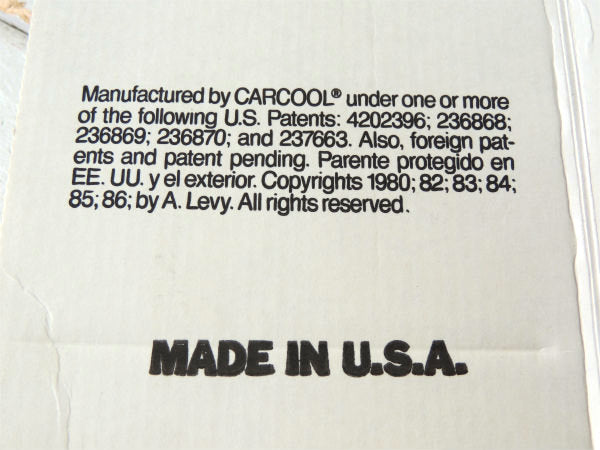 Manufactured by CARCOOL® under one or more
of the following U.S. Patents: 4202396; 236868;
236869; 236870; and 237663. Also, foreign pat-
ents and patent pending. Parente protegido en
EE. UU. y el exterior. Copyrights 1980; 82; 83; 84;
85; 86; by A. Levy. All rights reserved.
MADE IN U.S.A.